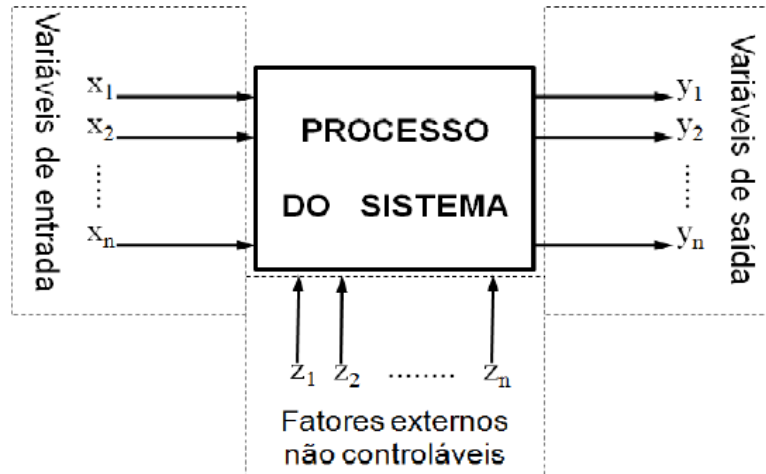 Variáveis de entrada
x1
x2
......
xn
PROCESSO
DO SISTEMA
y1
y2
......
yn
Variáveis de saída
z1 z2 ........ zn
Fatores externos
não controláveis